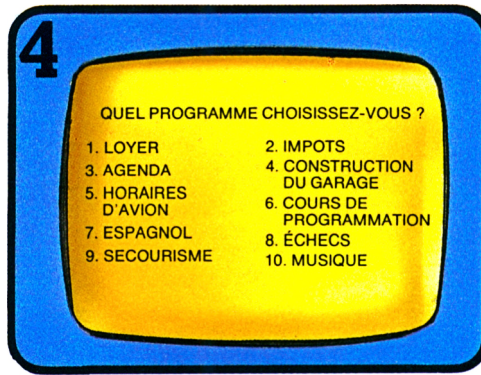 4
QUEL PROGRAMME CHOISISSEZ-VOUS ?
1. LOYER
2. IMPOTS
3. AGENDA
4. CONSTRUCTION
DU GARAGE
5. HORAIRES
D'AVION
6. COURS DE
PROGRAMMATION
7. ESPAGNOL
8. ÉCHECS
9. SECOURISME
10. MUSIQUE